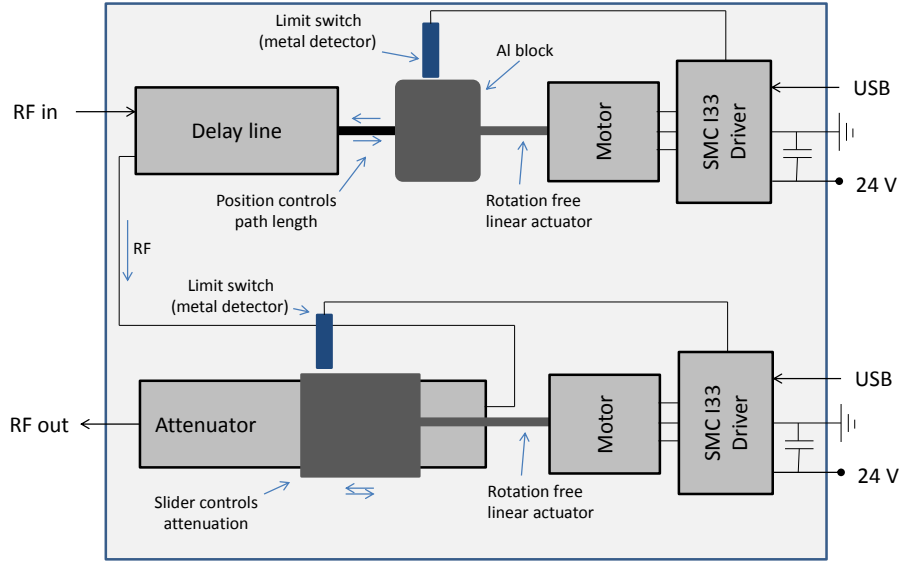 Limit switch
(metal detector)
Al block
RF in
Delay line
Motor
SMC I33
Driver
USB
24 V
Position controls
path length
Rotation free
linear actuator
RF
Limit switch
(metal detector)
RF out
Attenuator
Motor
SMC I33
Driver
USB
24 V
Slider controls
attenuation
Rotation free
linear actuator